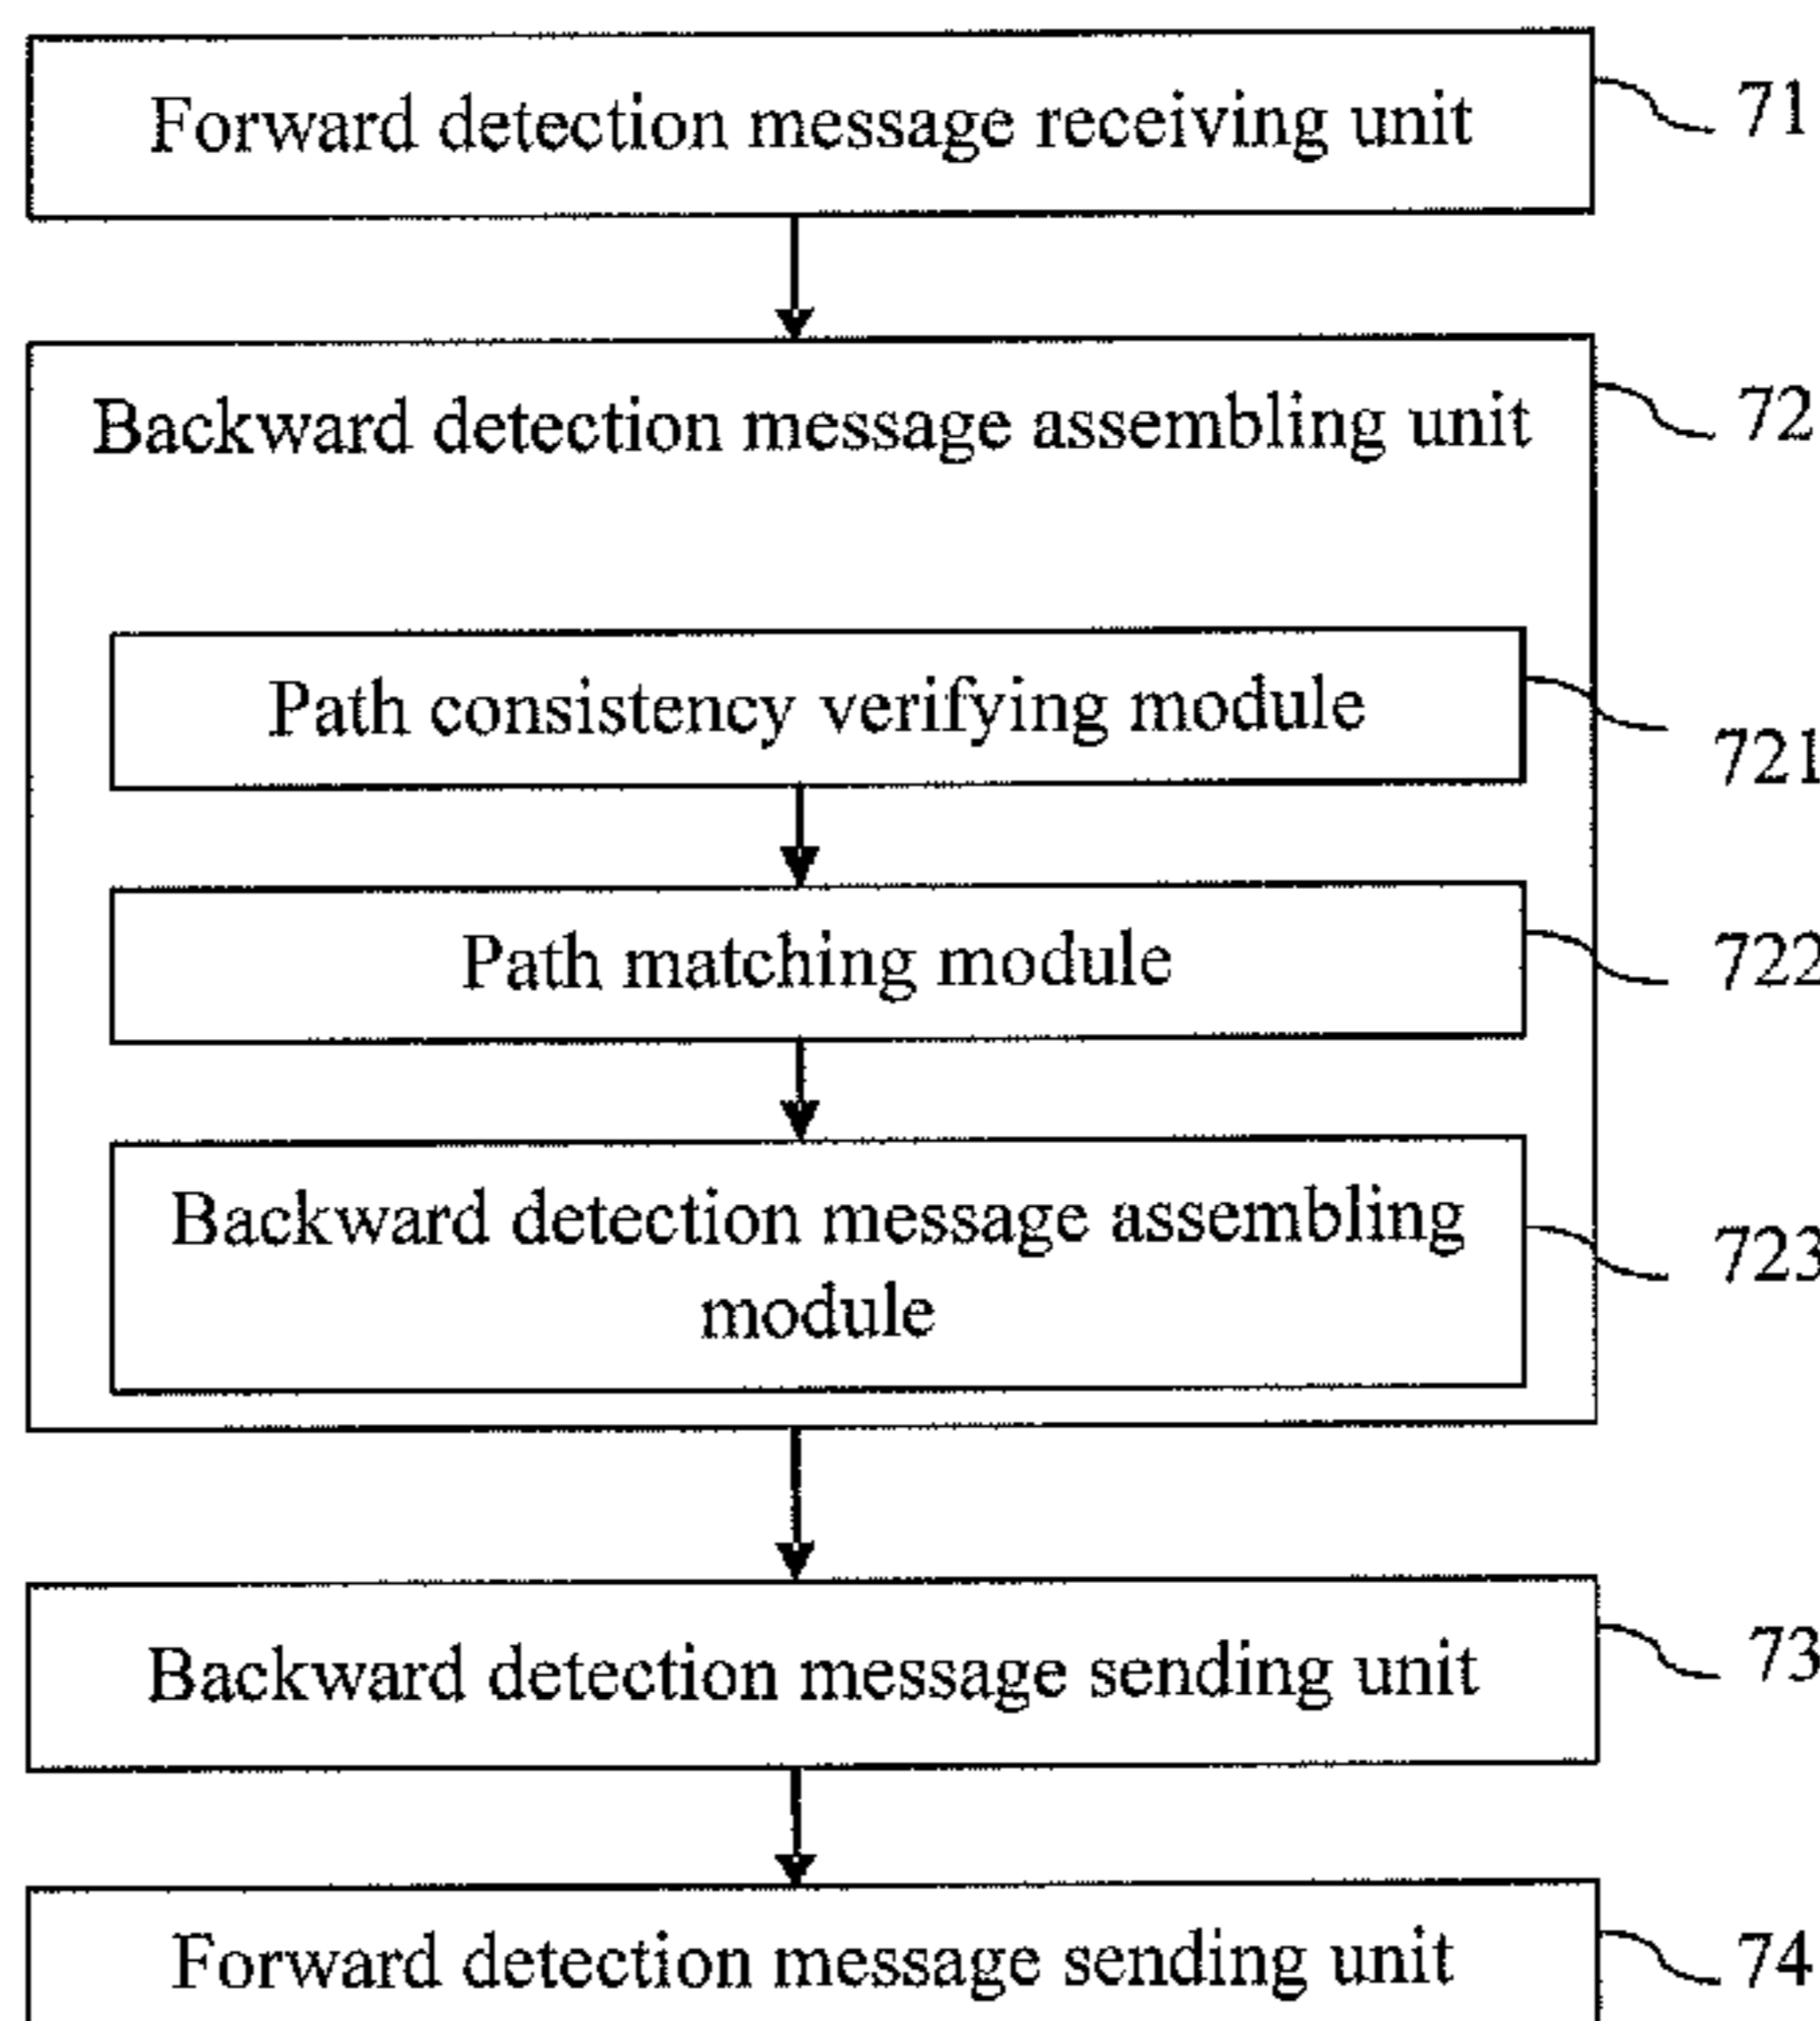 Forward detection message receiving unit
71
Backward detection message assembling unit
72
Path consistency verifying module
721
Path matching module
722
Backward detection message assembling
module
723
Backward detection message sending unit
73
Forward detection message sending unit
74